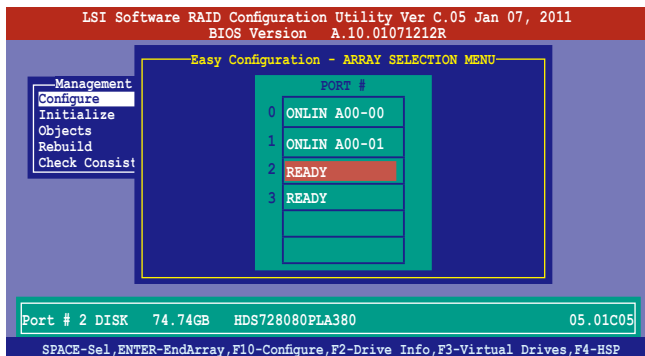 LSI Software RAID Configuration Utility Ver C.05 Jan 07, 2011
BIOS Version A.10.01071212R
Easy Configuration - ARRAY SELECTION MENU
Management
Configure
Initialize
Objects
Rebuild
Check Consist
PORT #
0 ONLIN A00-00
1 ONLIN A00-01
2 READY
3 READY
Port # 2 DISK 74.74GB HDS728080PLA380 05.01C05
SPACE-Sel,ENTER-EndArray,F10-Configure,F2-Drive Info,F3-Virtual Drives,F4-HSP